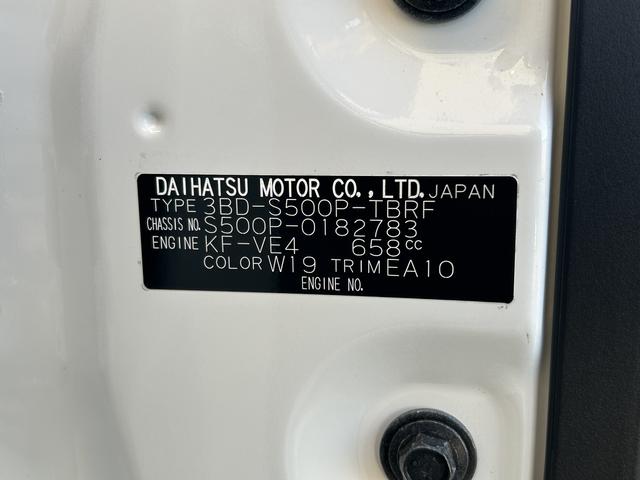 DAIHATSU MOTOR CO., LTD. JAPAN
TYPE 3BD-S500P-TBRF
CHASSIS NO. S500P-0182783
ENGINE KF-VE4 658cc
COLOR W19 TRIM EA10
ENGINE NO.